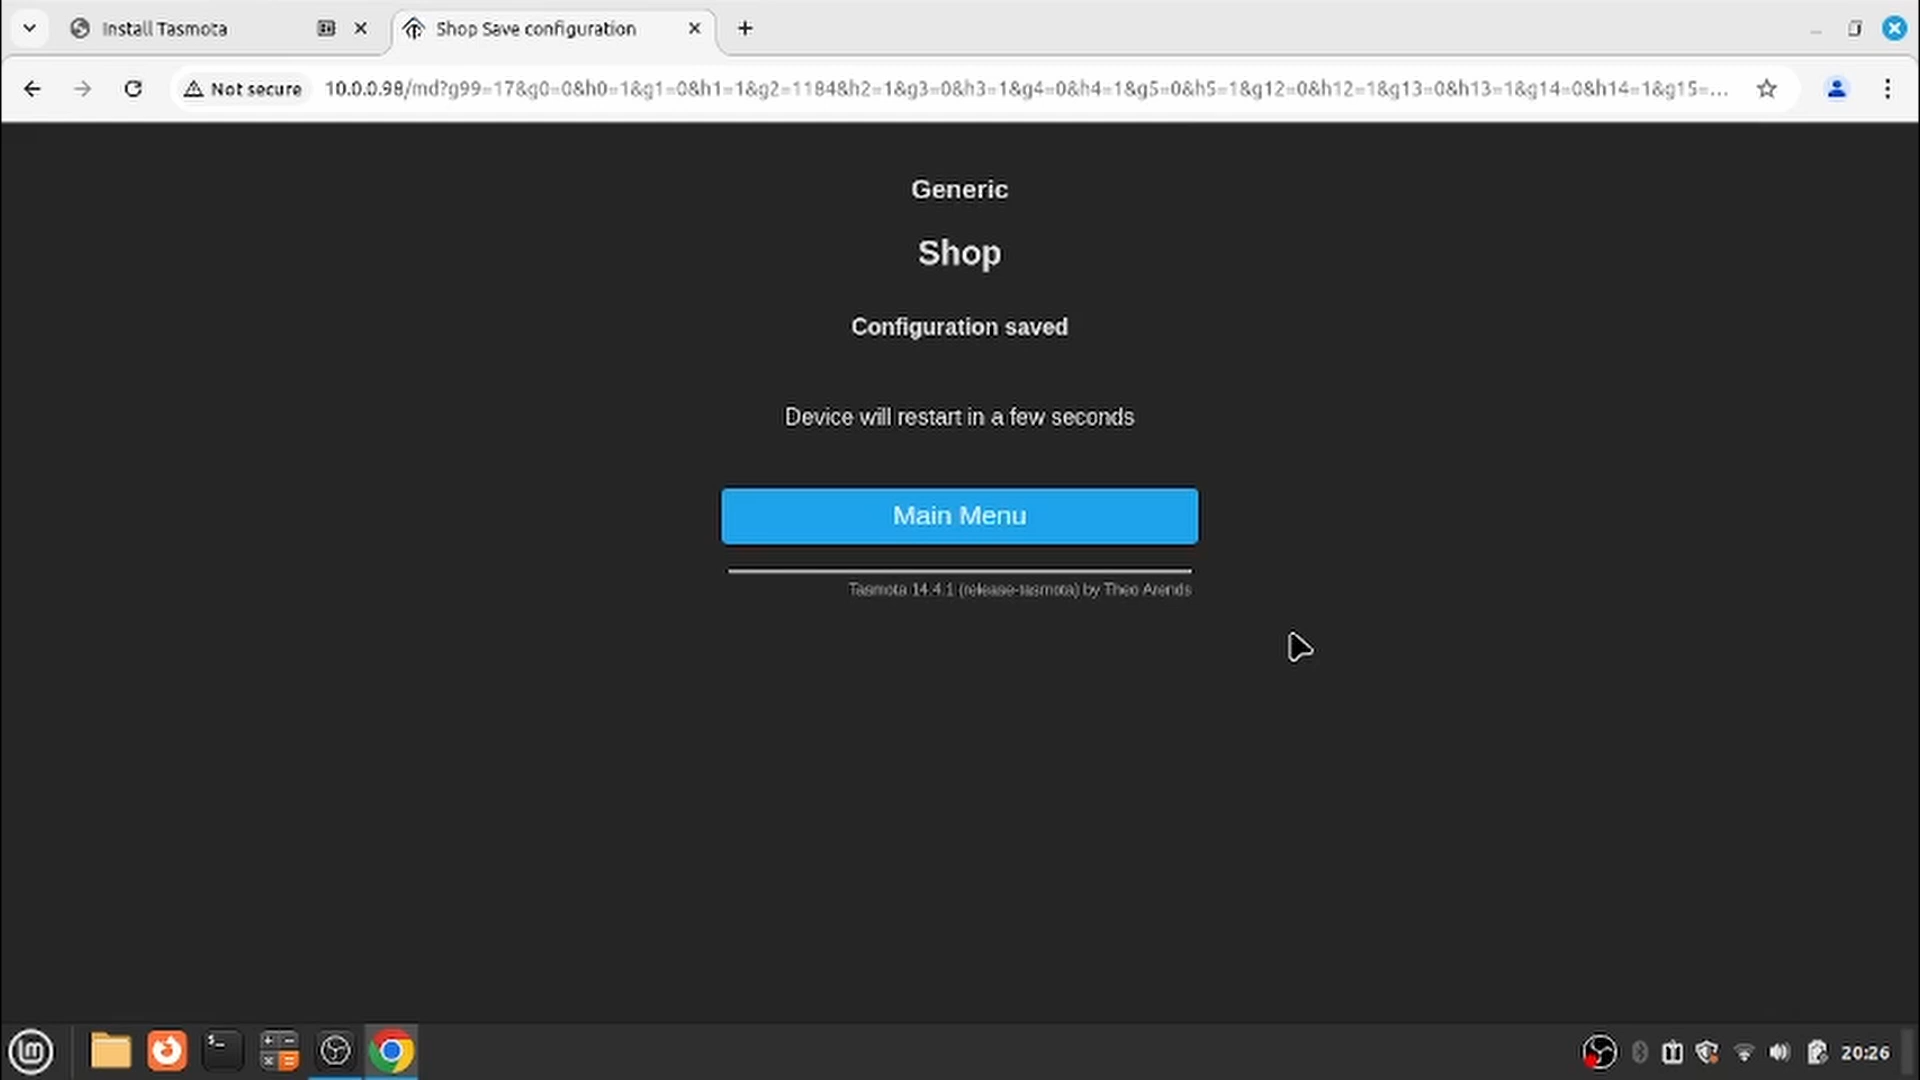 Install Tasmota
Shop Save configuration
Not secure
10.0.0.98/md?g99=17&g0=0&h0=1&g1=0&h1=1&g2=1184&h2=1&g3=0&h3=1&g4=0&h4=1&g5=0&h5=1&g12=0&h12=1&g13=0&h13=1&g14=0&h14=1&g15=...
Generic
Shop
Configuration saved
Device will restart in a few seconds
Main Menu
Tasmota 14.4.1 (release-tasmota) by Theo Arends
20:26